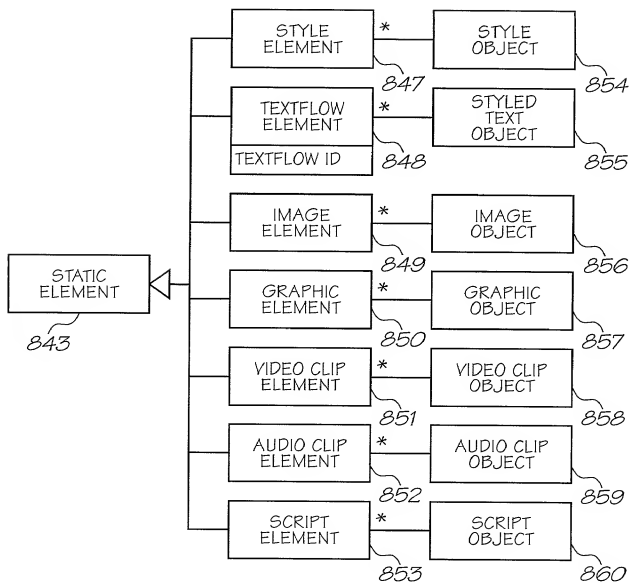 STYLE
ELEMENT
*
STYLE
OBJECT
847
854
TEXTFLOW
ELEMENT
*
STYLED
TEXT
OBJECT
TEXTFLOW ID
848
855
IMAGE
ELEMENT
*
IMAGE
OBJECT
849
856
STATIC
ELEMENT
843
GRAPHIC
ELEMENT
*
GRAPHIC
OBJECT
850
857
VIDEO CLIP
ELEMENT
*
VIDEO CLIP
OBJECT
851
858
AUDIO CLIP
ELEMENT
*
AUDIO CLIP
OBJECT
852
859
SCRIPT
ELEMENT
*
SCRIPT
OBJECT
853
860